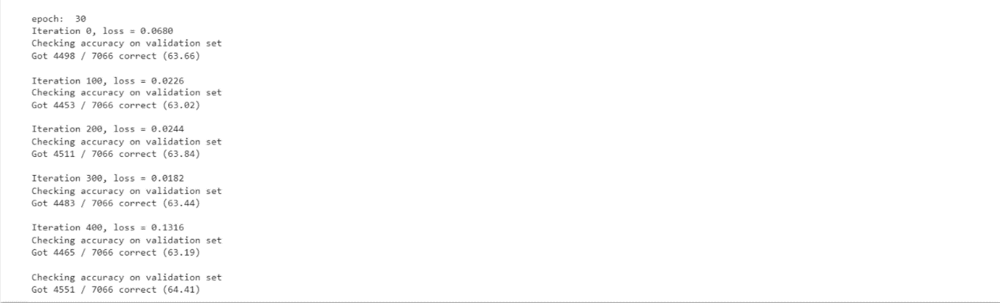 epoch:  30
Iteration 0, loss = 0.0680
Checking accuracy on validation set
Got 4498 / 7066 correct (63.66)
Iteration 100, loss = 0.0226
Checking accuracy on validation set
Got 4453 / 7066 correct (63.02)
Iteration 200, loss = 0.0244
Checking accuracy on validation set
Got 4511 / 7066 correct (63.84)
Iteration 300, loss = 0.0182
Checking accuracy on validation set
Got 4483 / 7066 correct (63.44)
Iteration 400, loss = 0.1316
Checking accuracy on validation set
Got 4465 / 7066 correct (63.19)
Checking accuracy on validation set
Got 4551 / 7066 correct (64.41)